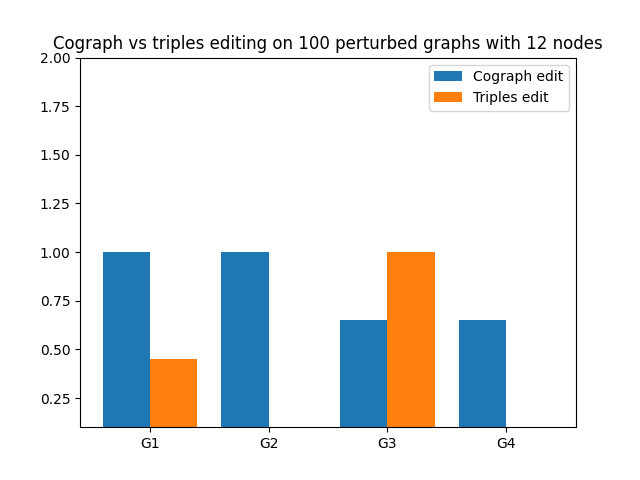 Cograph vs triples editing on 100 perturbed graphs with 12 nodes
2.00
1.75
1.50
1.25
1.00
0.75
0.50
0.25
Cograph edit
Triples edit
G1
G2
G3
G4